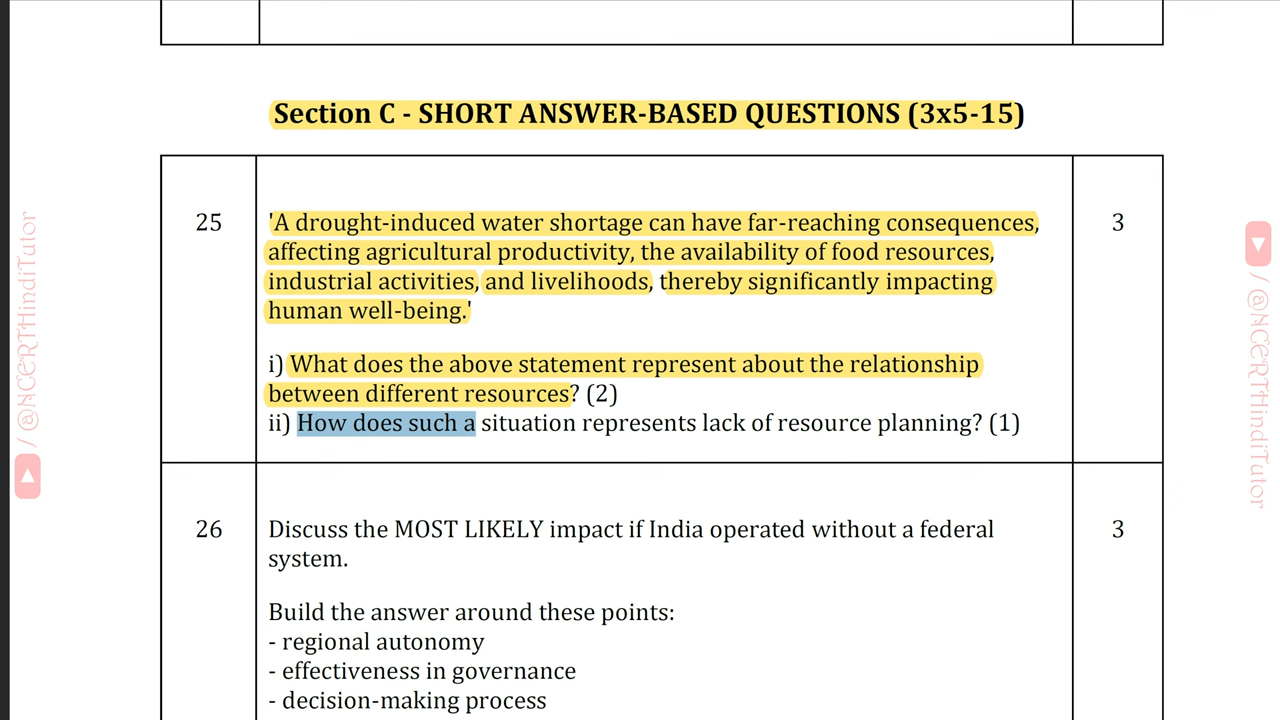 Section C - SHORT ANSWER-BASED QUESTIONS (3x5-15)
25
'A drought-induced water shortage can have far-reaching consequences,
affecting agricultural productivity, the availability of food resources,
industrial activities, and livelihoods, thereby significantly impacting
human well-being.'
3
i) What does the above statement represent about the relationship
between different resources? (2)
ii) How does such a situation represents lack of resource planning? (1)
26
Discuss the MOST LIKELY impact if India operated without a federal
system.
3
Build the answer around these points:
- regional autonomy
- effectiveness in governance
- decision-making process
/ @NCERTHindiTutor
/ @NCERTHindiTutor